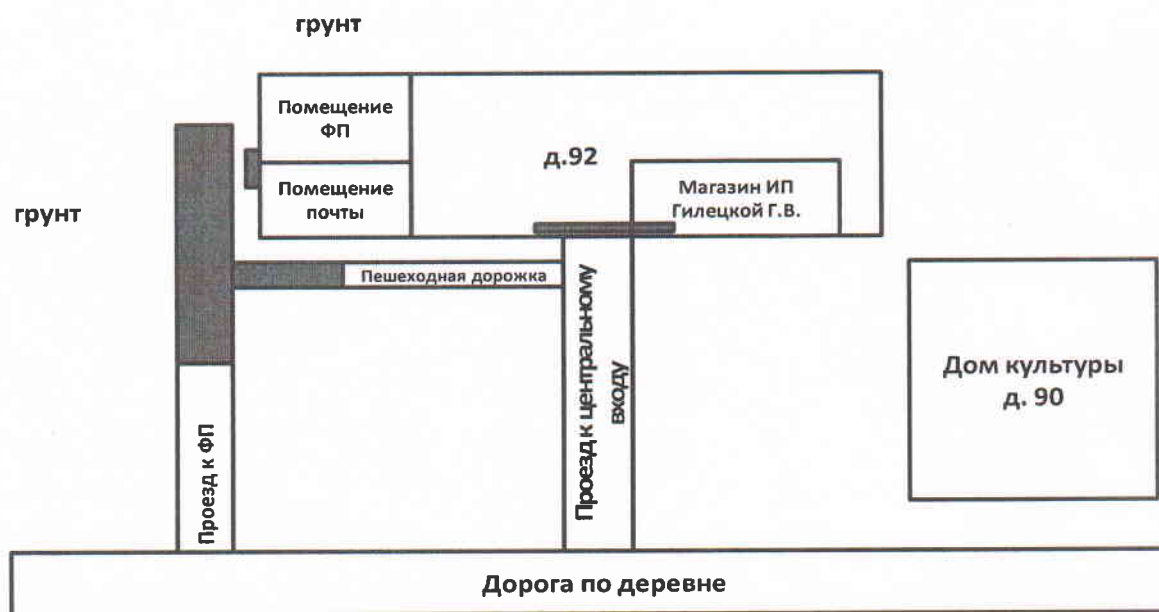 грунт
Помещение
ФП
д.92
Помещение
почты
Магазин ИП
Гилецкой Г.В.
грунт
Пешеходная дорожка
Проезд к центральному
входу
Дом культуры
д. 90
Проезд к ФП
Дорога по деревне